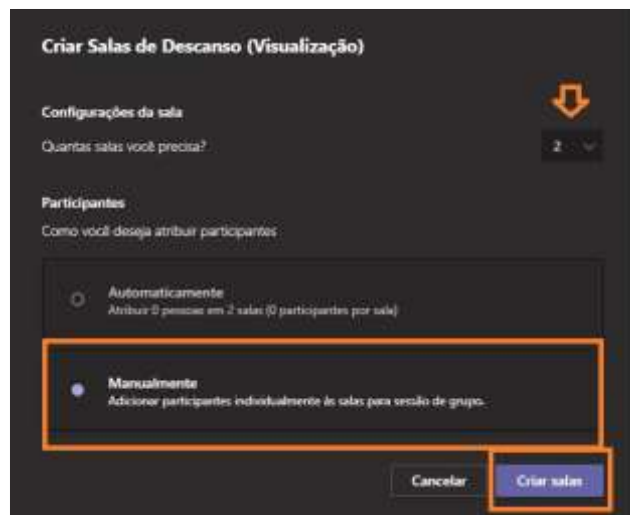 Criar Salas de Descanso (Visualização)
Configurações da sala
Quantas salas você precisa?
2
Participantes
Como você deseja atribuir participantes
Automaticamente
Atribuir 0 pessoas em 2 salas (0 participantes por sala)
Manualmente
Adicionar participantes individualmente às salas para sessão de grupo.
Cancelar
Criar salas